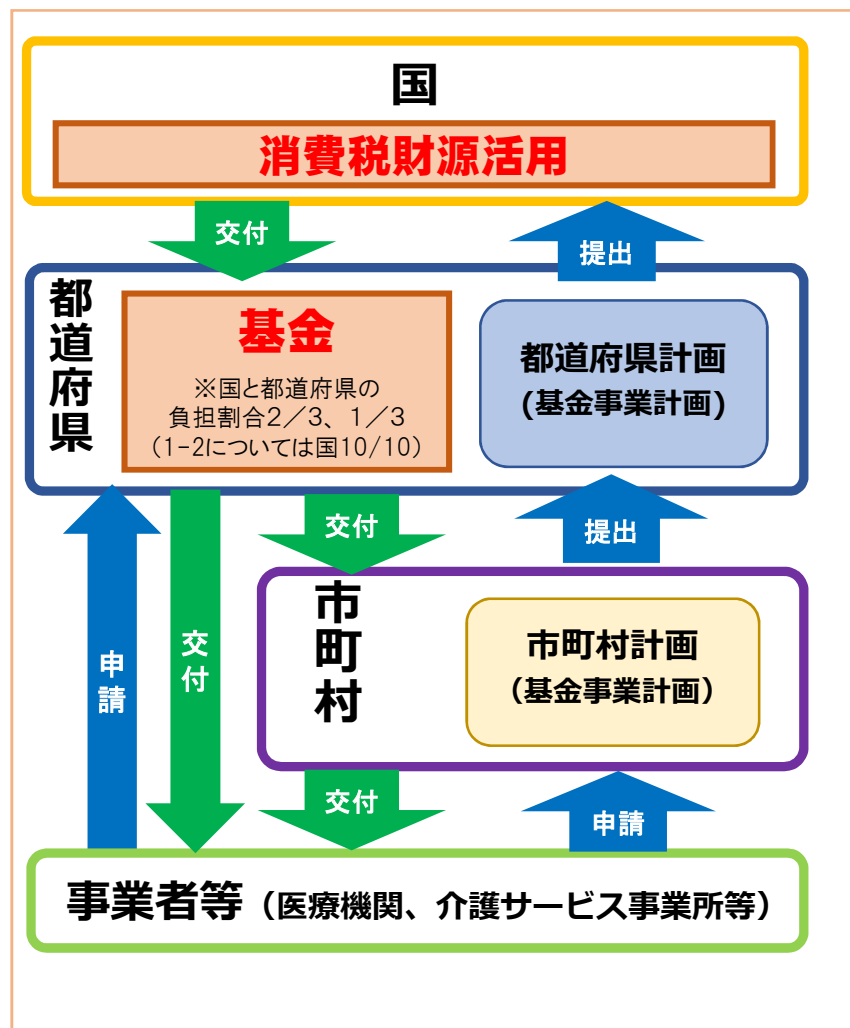 国
消費税財源活用
交付
提出
都道府県
基金
※国と都道府県の
負担割合２／３、１／３
（1-2については国10/10）
都道府県計画
(基金事業計画)
交付
提出
申請
交付
市町村
市町村計画
（基金事業計画）
交付
申請
事業者等（医療機関、介護サービス事業所等）